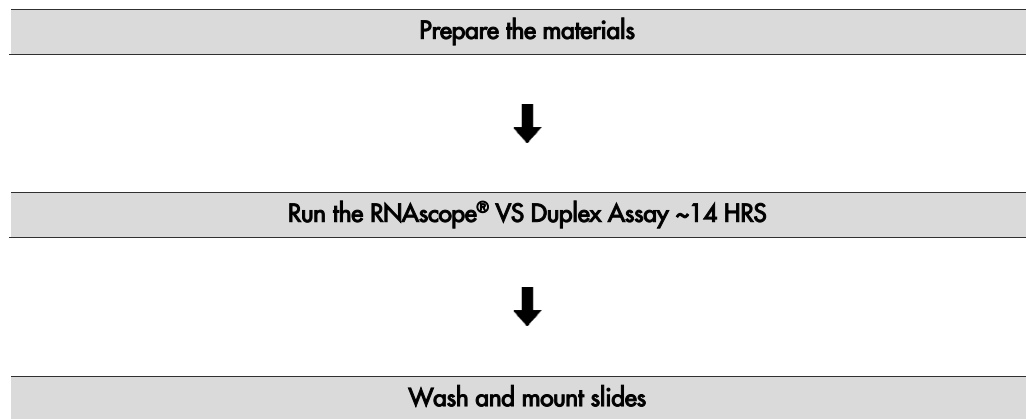 Prepare the materials
Run the RNAscope® VS Duplex Assay ~14 HRS
Wash and mount slides